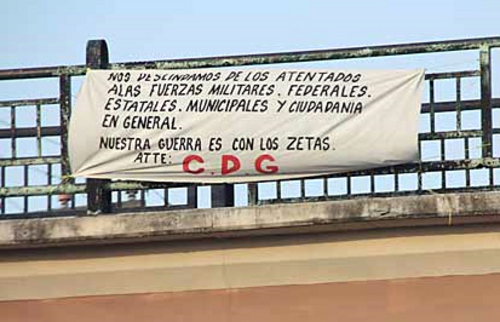 NOS DESLINDAMOS DE LOS ATENTADOS
ALAS FUERZAS MILITARES, FEDERALES,
ESTATALES, MUNICIPALES Y CIUDADANIA
EN GENERAL.
NUESTRA GUERRA ES CON LOS ZETAS.
ATTE: C.D.G